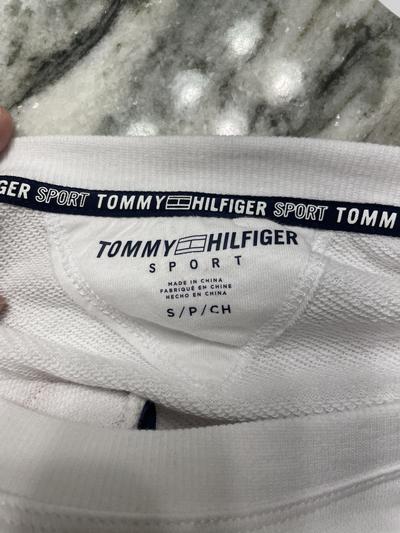 GER SPORT TOMMY HILFIGER SPORT TOMM
TOMMY HILFIGER
SPORT
MADE IN CHINA
FABRIQUÉ EN CHINE
HECHO EN CHINA
S/P/CH